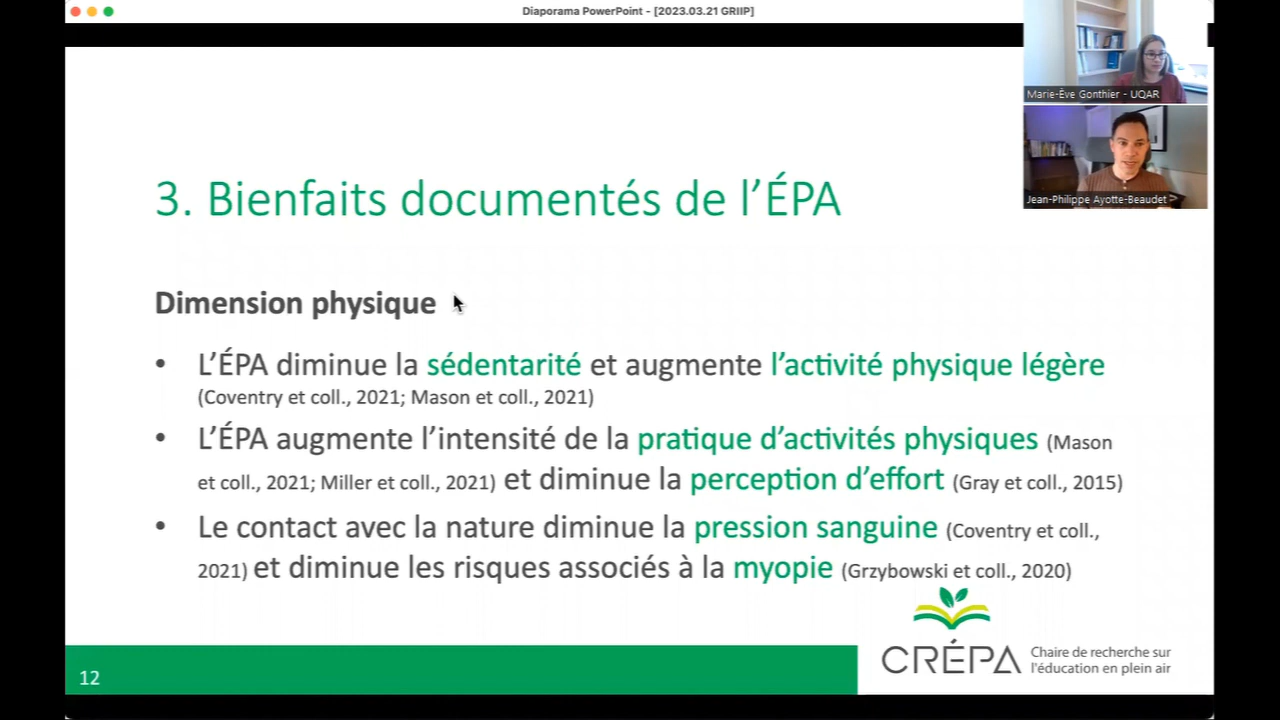 Diaporama PowerPoint - [2023.03.21 GRIIP]
Marie-Ève Gonthier - UQAR
Jean-Philippe Ayotte-Beaudet
3. Bienfaits documentés de l’ÉPA
Dimension physique
• L’ÉPA diminue la sédentarité et augmente l’activité physique légère
(Coventry et coll., 2021; Mason et coll., 2021)
• L’ÉPA augmente l’intensité de la pratique d’activités physiques (Mason
et coll., 2021; Miller et coll., 2021) et diminue la perception d’effort (Gray et coll., 2015)
• Le contact avec la nature diminue la pression sanguine (Coventry et coll.,
2021) et diminue les risques associés à la myopie (Grzybowski et coll., 2020)
CRÉPA
Chaire de recherche sur
l'éducation en plein air
12